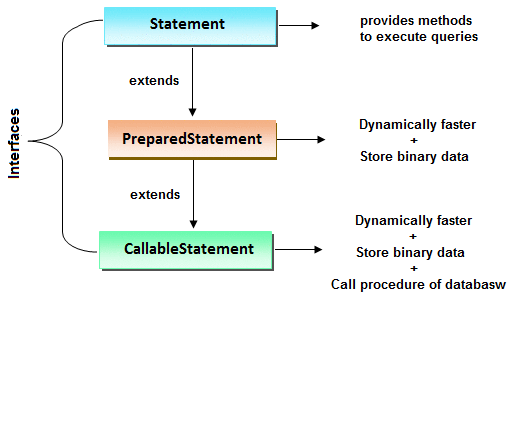 Statement
provides methods
to execute queries
extends
Interfaces
PreparedStatement
Dynamically faster
+
Store binary data
extends
CallableStatement
Dynamically faster
+
Store binary data
+
Call procedure of databasw